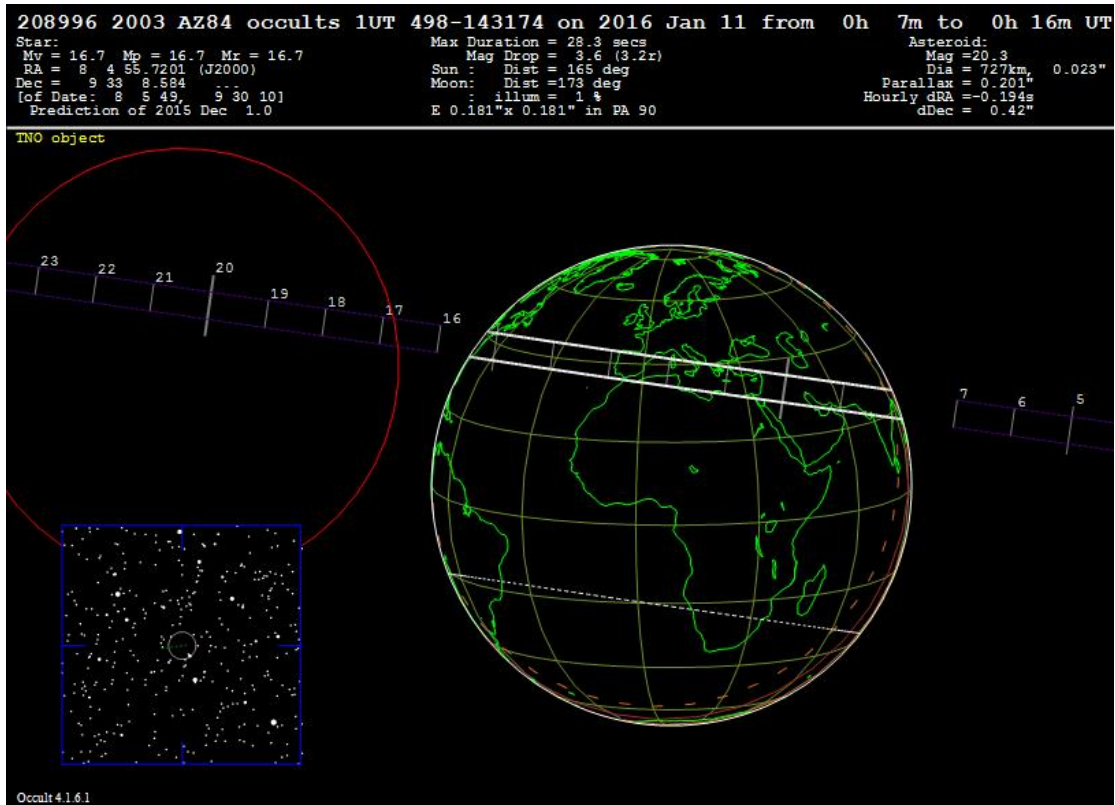 208996 2003 AZ84 occults 1UT 498-143174 on 2016 Jan 11 from 0h 7m to 0h 16m UT
Star:
Mv = 16.7 Mp = 16.7 Mr = 16.7
RA = 8 4 55.7201 (J2000)
Dec = 9 33 8.584 ...
[of Date: 8 5 49, 9 30 10]
Prediction of 2015 Dec 1.0
Max Duration = 28.3 secs
Mag Drop = 3.6 (3.2r)
Sun : Dist = 165 deg
Moon: Dist =173 deg
: illum = 1 %
E 0.181"x 0.181" in PA 90
Asteroid:
Mag =20.3
Dia = 727km, 0.023"
Parallax = 0.201"
Hourly dRA =-0.194s
dDec = 0.42"
TNO object
23
22
21
20
19
18
17
16
7
6
5
Occult 4.1.6.1